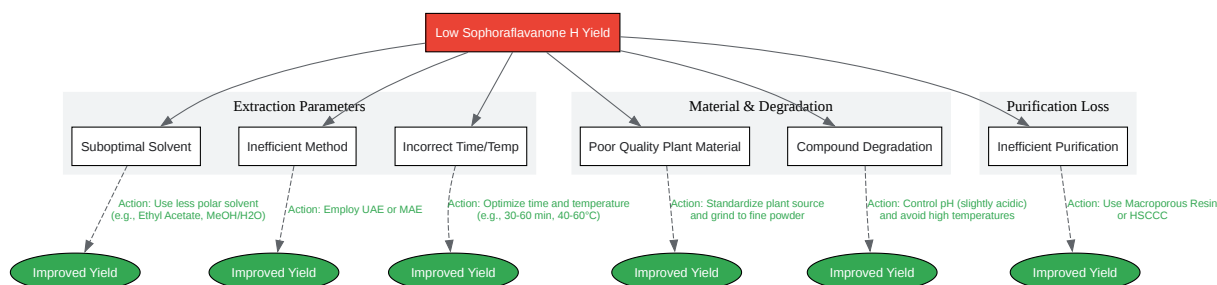 Low Sophoraflavanone H Yield
Extraction Parameters
Material & Degradation
Purification Loss
Suboptimal Solvent
Inefficient Method
Incorrect Time/Temp
Poor Quality Plant Material
Compound Degradation
Inefficient Purification
Action: Use less polar solvent
(e.g., Ethyl Acetate, MeOH/H2O)
Action: Employ UAE or MAE
Action: Optimize time and temperature
(e.g., 30-60 min, 40-60°C)
Action: Standardize plant source
and grind to fine powder
Action: Control pH (slightly acidic)
and avoid high temperatures
Action: Use Macroporous Resin
or HSCCC
Improved Yield
Improved Yield
Improved Yield
Improved Yield
Improved Yield
Improved Yield